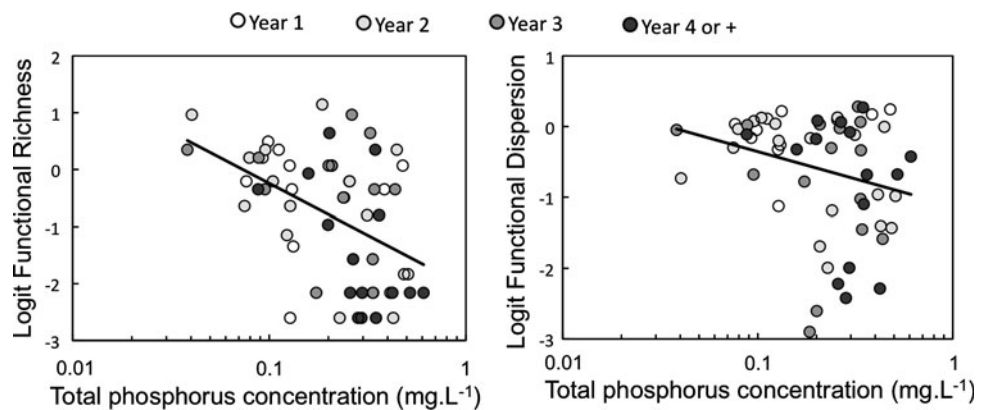 Year 1 Year 2 Year 3 Year 4 or +
Logit Functional Richness
2
1
0
-1
-2
-3
0.01 0.1 1
Total phosphorus concentration (mg.L-1)
Logit Functional Dispersion
1
0
-1
-2
-3
0.01 0.1 1
Total phosphorus concentration (mg.L-1)